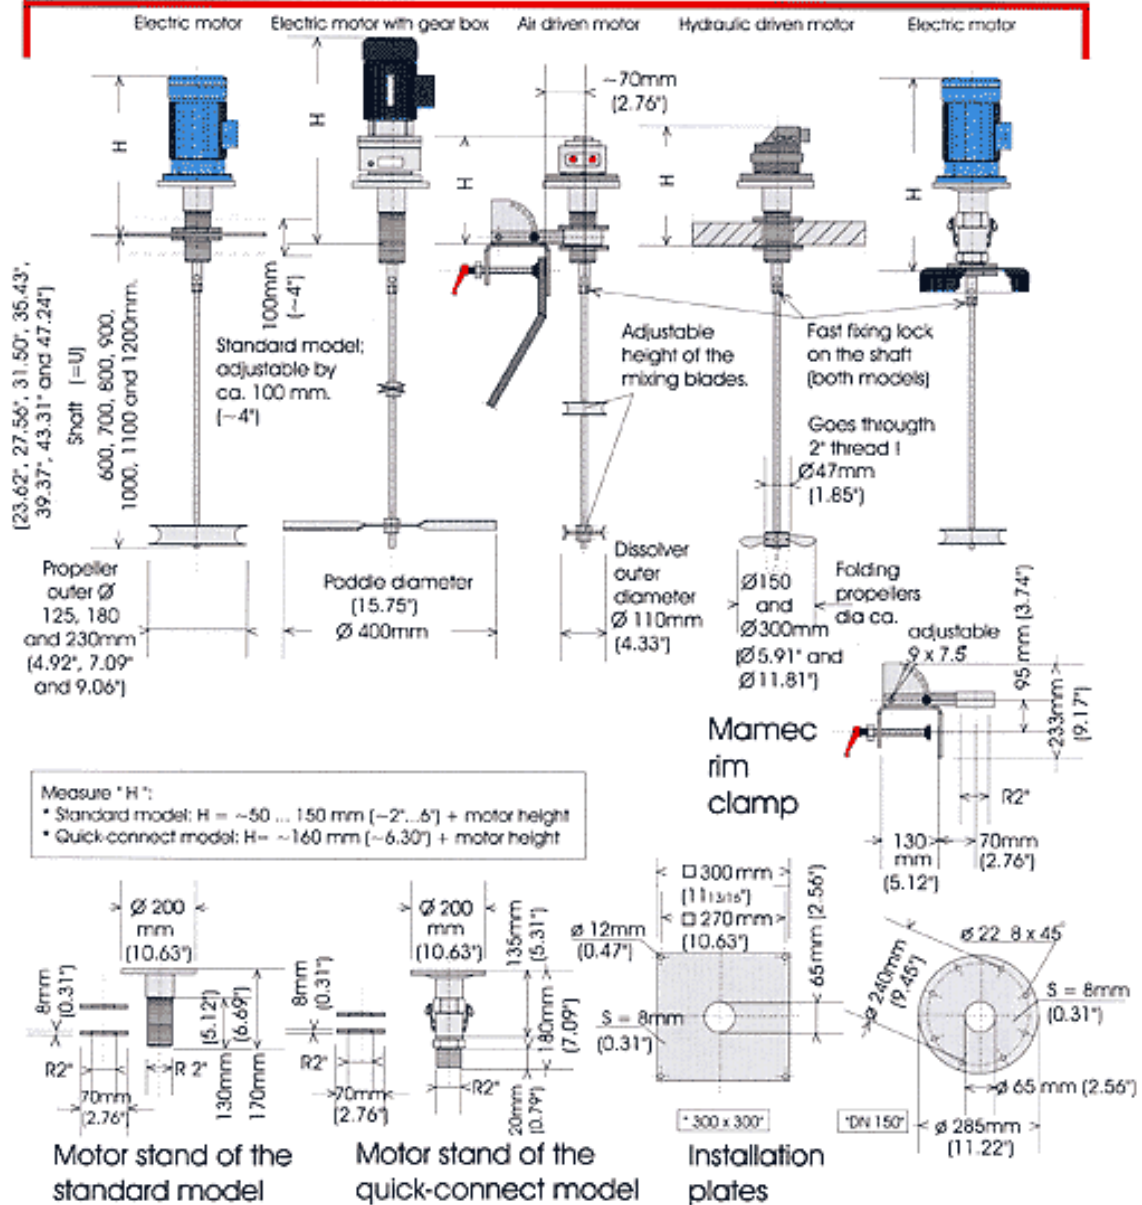 Electric motor
Electric motor with gear box
Air driven motor
Hydraulic driven motor
Electric motor
~70mm
(2.76")
H
H
H
H
H
100mm
(~4")
Standard model;
adjustable by
ca. 100 mm.
(~4")
(23.62", 27.56", 31.50", 35.43",
39.37", 43.31" and 47.24")
Shaft (=U)
600, 700, 800, 900,
1000, 1100 and 1200mm.
Adjustable
height of the
mixing blades.
Fast fixing lock
on the shaft
(both models)
Goes througth
2" thread !
Ø47mm
(1.85")
Propeller
outer Ø
125, 180
and 230mm
(4.92", 7.09"
and 9.06")
Paddle diameter
(15.75")
Ø 400mm
Dissolver
outer
diameter
Ø 110mm
(4.33")
Ø150
and
Ø300mm
(Ø5.91" and
Ø11.81")
Folding
propellers
dia ca.
adjustable
9 x 7.5
95 mm (3.74")
233mm
(9.17")
R2"
130
mm
(5.12")
70mm
(2.76")
Mamec
rim
clamp
Measure "H":
* Standard model: H = ~50 ... 150 mm (~2"...6") + motor height
* Quick-connect model: H= ~160 mm (~6.30") + motor height
Ø 200
mm
(10.63")
8mm
(0.31")
R2"
70mm
(2.76")
R 2"
130mm
(5.12")
170mm
(6.69")
Motor stand of the
standard model
Ø 200
mm
(10.63")
8mm
(0.31")
R2"
70mm
(2.76")
R2"
135mm
(5.31")
180mm
(7.09")
20mm
(0.79")
Motor stand of the
quick-connect model
□ 300mm
(11 13/16")
□ 270mm
(10.63")
ø 12mm
(0.47")
65mm (2.56")
S = 8mm
(0.31")
" 300 x 300"
Installation
plates
ø 22 8 x 45°
ø 240mm
(9.45")
S = 8mm
(0.31")
ø 65 mm (2.56")
"DN 150"
ø 285mm
(11.22")